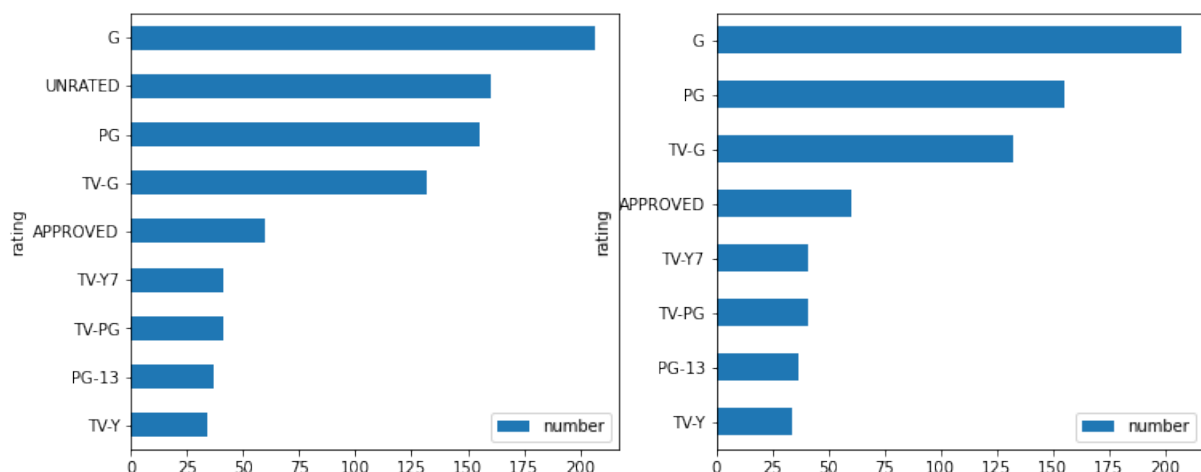 G
UNRATED
PG
TV-G
APPROVED
TV-Y7
TV-PG
PG-13
TV-Y
rating
number
0 25 50 75 100 125 150 175 200
G
PG
TV-G
APPROVED
TV-Y7
TV-PG
PG-13
TV-Y
rating
number
0 25 50 75 100 125 150 175 200